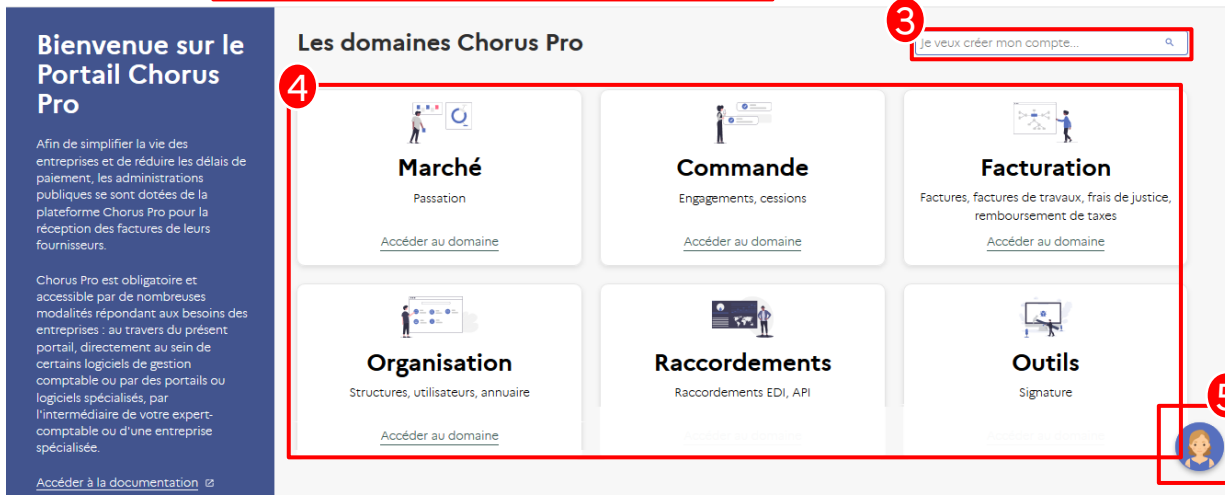 Bienvenue sur le
Portail Chorus
Pro
Afin de simplifier la vie des
entreprises et de réduire les délais de
paiement, les administrations
publiques se sont dotées de la
plateforme Chorus Pro pour la
réception des factures de leurs
fournisseurs.
Chorus Pro est obligatoire et
accessible par de nombreuses
modalités répondant aux besoins des
entreprises : au travers du présent
portail, directement au sein de
certains logiciels de gestion
comptable ou par des portails ou
logiciels spécialisés, par
l'intermédiaire de votre expert-
comptable ou d'une entreprise
spécialisée.
Accéder à la documentation
Les domaines Chorus Pro
3
Je veux créer mon compte...
4
Marché
Passation
Accéder au domaine
Commande
Engagements, cessions
Accéder au domaine
Facturation
Factures, factures de travaux, frais de justice,
remboursement de taxes
Accéder au domaine
Organisation
Structures, utilisateurs, annuaire
Accéder au domaine
Raccordements
Raccordements EDI, API
Outils
Signature
5